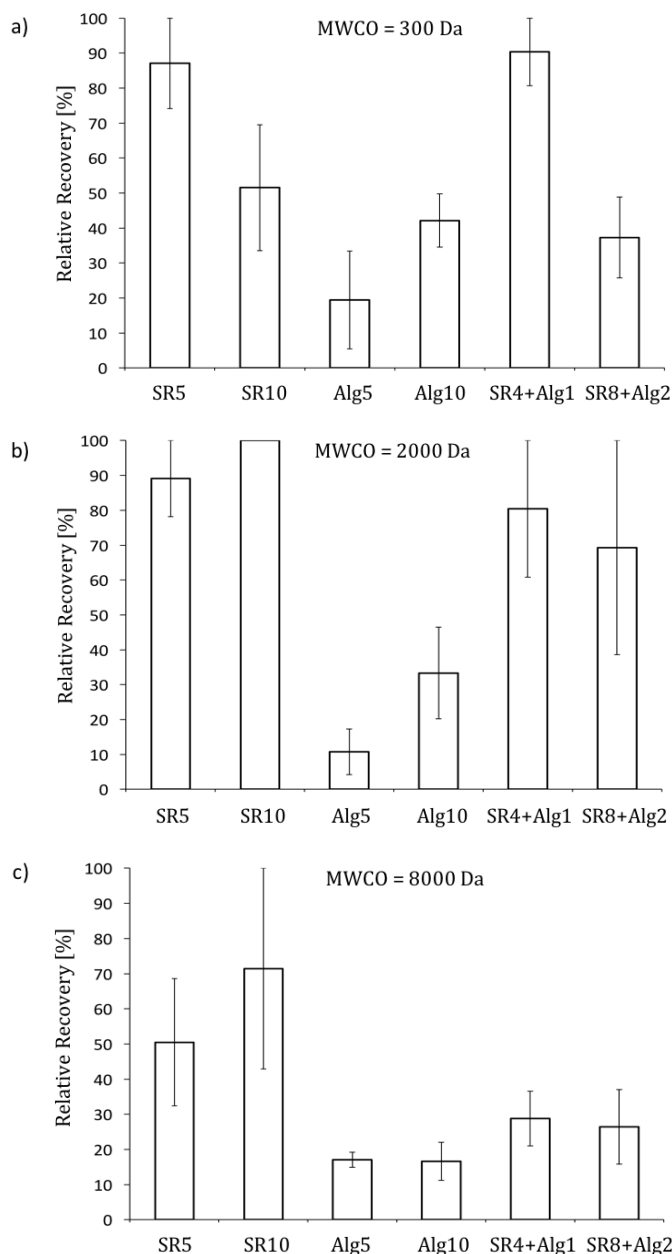 a)
MWCO = 300 Da
Relative Recovery [%]
100
90
80
70
60
50
40
30
20
10
0
SR5 SR10 Alg5 Alg10 SR4+Alg1 SR8+Alg2
b)
MWCO = 2000 Da
Relative Recovery [%]
100
90
80
70
60
50
40
30
20
10
0
SR5 SR10 Alg5 Alg10 SR4+Alg1 SR8+Alg2
c)
MWCO = 8000 Da
Relative Recovery [%]
100
90
80
70
60
50
40
30
20
10
0
SR5 SR10 Alg5 Alg10 SR4+Alg1 SR8+Alg2